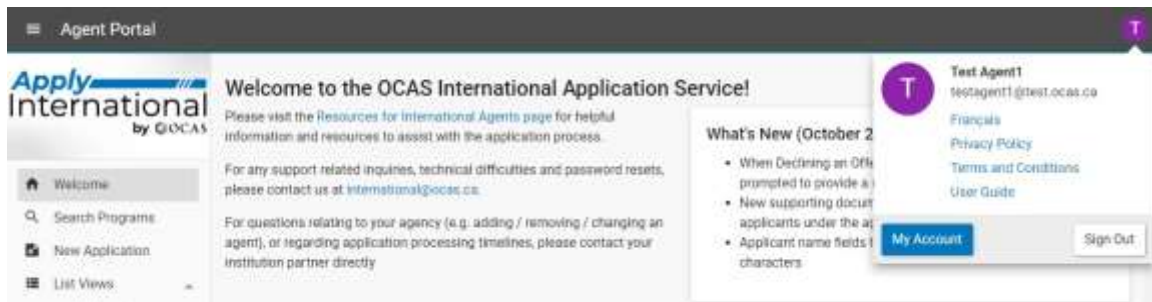 Agent Portal
T
Apply
International
by OCAS
Welcome
Search Programs
New Application
List Views
Welcome to the OCAS International Application Service!
Please visit the Resources for International Agents page for helpful
information and resources to assist with the application process.
For any support related inquiries, technical difficulties and password resets,
please contact us at international@ocas.ca.
For questions relating to your agency (e.g. adding / removing / changing an
agent), or regarding application processing timelines, please contact your
institution partner directly
What's New (October 2
When Declining an Off
prompted to provide a
New supporting docum
applicants under the a
Applicant name fields
characters
T
Test Agent1
testagent1@test.ocas.ca
Français
Privacy Policy
Terms and Conditions
User Guide
My Account
Sign Out